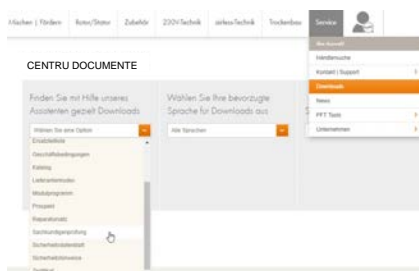 Mischen | Fördern Rotor/Stator Zubehör 230V-Technik airless-Technik Trockenbau Service
Händlersuche
Kontakt | Support
Downloads
News
PFT Tools
Unternehmen
CENTRU DOCUMENTE
Finden Sie mit Hilfe unseres
Assistenten gezielt Downloads
Wählen Sie eine Option
Ersatzteilliste
Geschäftsbedingungen
Katalog
Lieferantenkodex
Modulprogramm
Prospekt
Reparatursatz
Sachkundigenprüfung
Sicherheitsdatenblatt
Sicherheitshinweise
Wählen Sie Ihre bevorzugte
Sprache für Downloads aus
Alle Sprachen